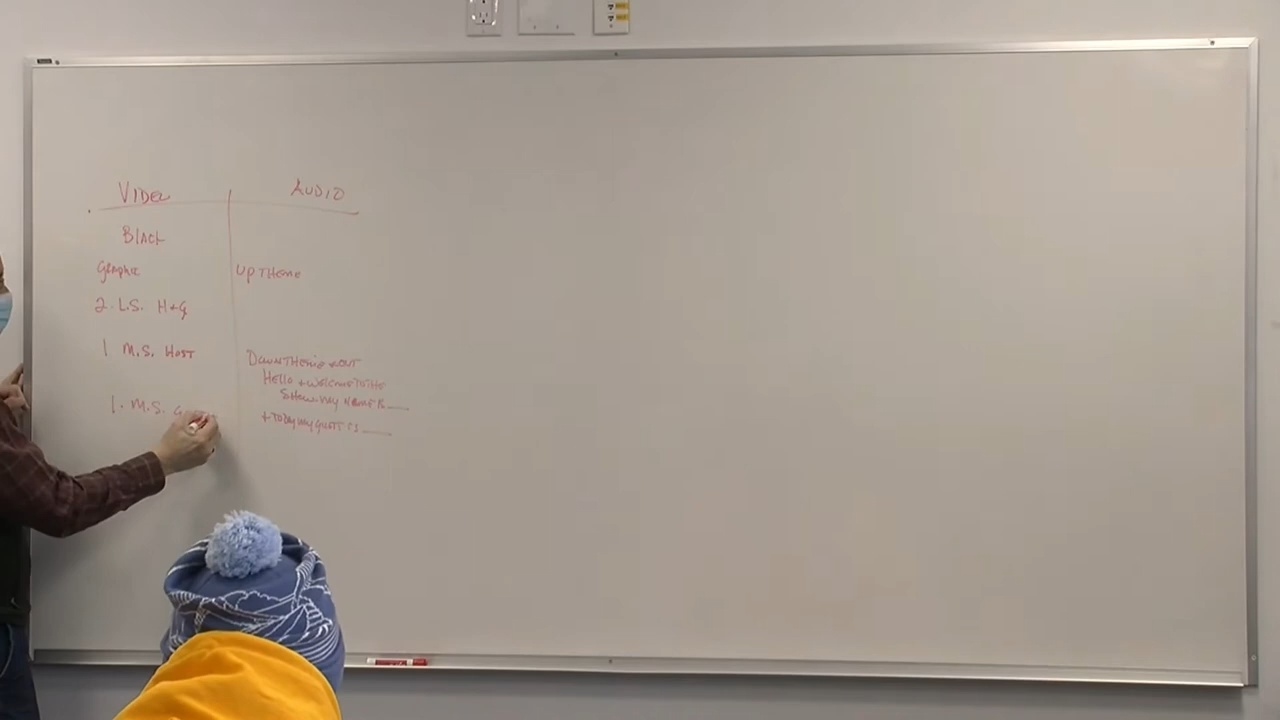 VIDEO AUDIO
BLACK
Graphic UP THEME
2. L.S. H+G
1 M.S. HOST DOWN THEME + OUT
Hello + WELCOME TO THE
SHOW. MY NAME IS ____
1. M.S. G
+ TODAY MY GUEST IS ____